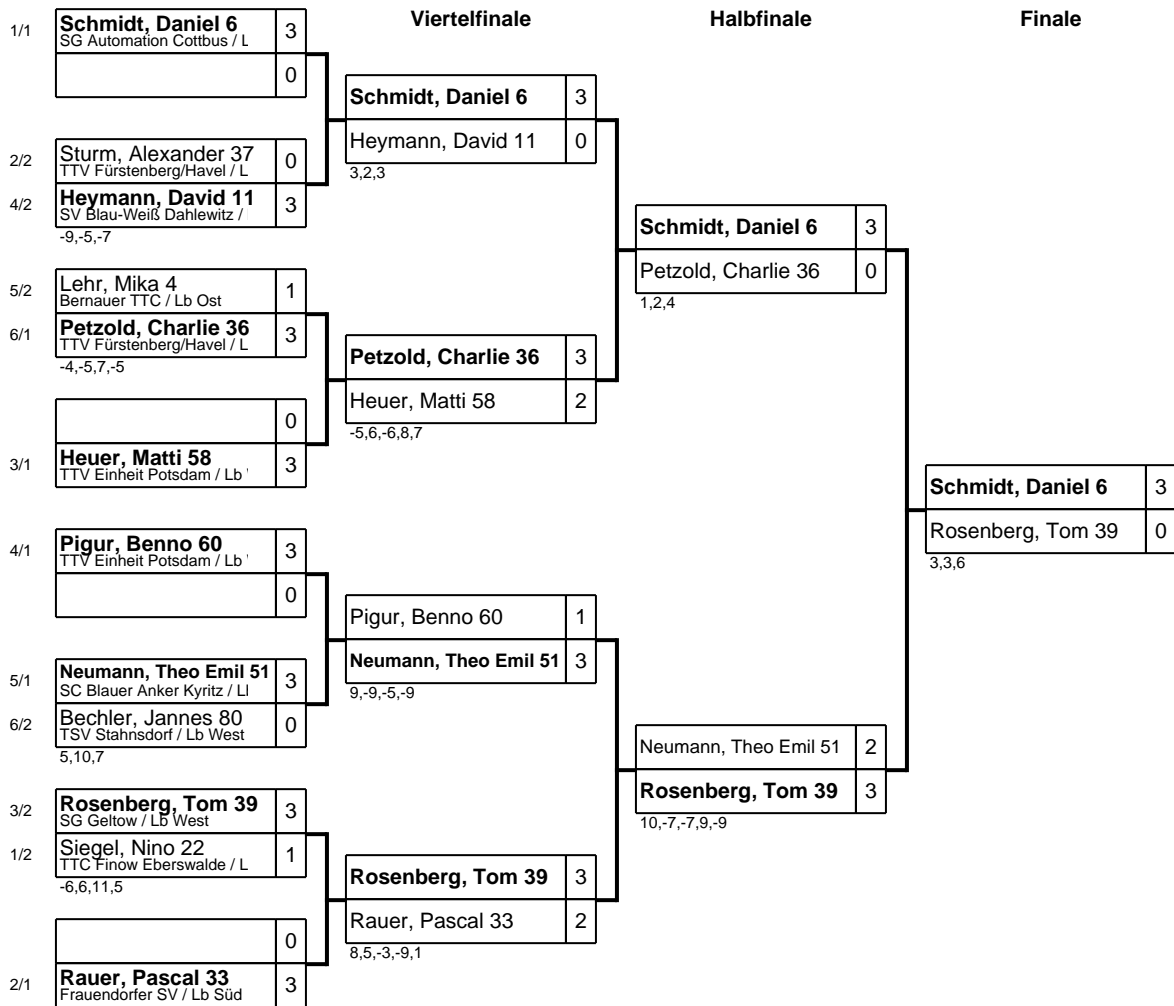 Viertelfinale
Halbfinale
Finale
1/1
Schmidt, Daniel 6
3
SG Automation Cottbus / L
0
2/2
Sturm, Alexander 37
0
TTV Fürstenberg/Havel / L
4/2
Heymann, David 11
3
SV Blau-Weiß Dahlewitz /
-9,-5,-7
5/2
Lehr, Mika 4
1
Bernauer TTC / Lb Ost
6/1
Petzold, Charlie 36
3
TTV Fürstenberg/Havel / L
-4,-5,7,-5
0
3/1
Heuer, Matti 58
3
TTV Einheit Potsdam / Lb
4/1
Pigur, Benno 60
3
TTV Einheit Potsdam / Lb
0
5/1
Neumann, Theo Emil 51
3
SC Blauer Anker Kyritz / Ll
6/2
Bechler, Jannes 80
0
TSV Stahnsdorf / Lb West
5,10,7
3/2
Rosenberg, Tom 39
3
SG Geltow / Lb West
1/2
Siegel, Nino 22
1
TTC Finow Eberswalde / L
-6,6,11,5
0
2/1
Rauer, Pascal 33
3
Frauendorfer SV / Lb Süd
Schmidt, Daniel 6
3
Heymann, David 11
0
3,2,3
Petzold, Charlie 36
3
Heuer, Matti 58
2
-5,6,-6,8,7
Pigur, Benno 60
1
Neumann, Theo Emil 51
3
9,-9,-5,-9
Rosenberg, Tom 39
3
Rauer, Pascal 33
2
8,5,-3,-9,1
Schmidt, Daniel 6
3
Petzold, Charlie 36
0
1,2,4
Neumann, Theo Emil 51
2
Rosenberg, Tom 39
3
10,-7,-7,9,-9
Schmidt, Daniel 6
3
Rosenberg, Tom 39
0
3,3,6